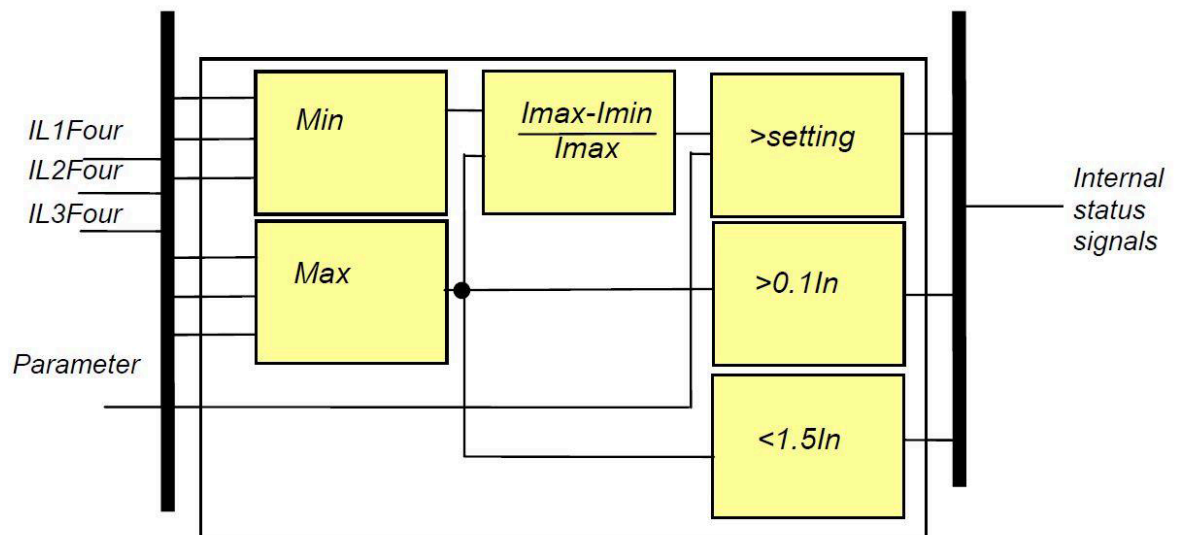 IL1Four
IL2Four
IL3Four
Parameter
Min
Max
Imax-Imin
Imax
>setting
>0.1In
<1.5In
Internal
status
signals